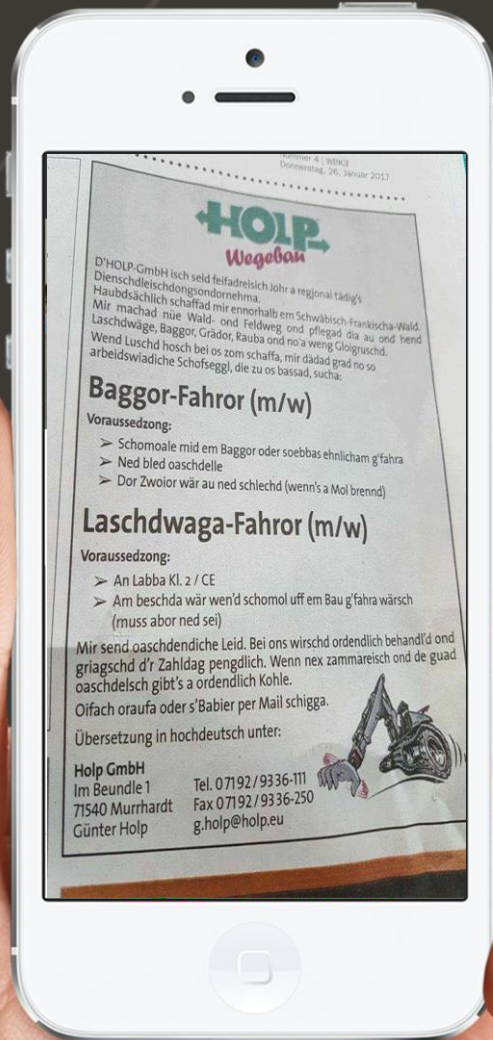 Nummer 4 | WBK3
Donnerstag, 26. Januar 2017
HOLP
Wegebau
D'HOLP-GmbH isch seid feifadreisich Johr a regjonal tädig's
Dienschdleischdongsondornehma.
Haubdsächlich schaffad mir ennorhalb em Schwäbisch-Frankischa-Wald.
Mir machad nüe Wald- ond Feldweg ond pflegad dia au ond hend
Laschdwäge, Baggor, Grädor, Rauba ond no'a weng Gloigruschd.
Wend Luschd hosch bei os zom schaffa, mir dädad grad no so
arbeidswiadiche Schofseggl, die zu os bassad, sucha:
Baggor-Fahror (m/w)
Voraussedzong:
➢ Schomoale mid em Baggor oder soebbas ehnlicham g'fahra
➢ Ned bled oaschdelle
➢ Dor Zwoior wär au ned schlechd (wenn's a Mol brennd)
Laschdwaga-Fahror (m/w)
Voraussedzong:
➢ An Labba Kl. 2 / CE
➢ Am beschda wär wen'd schomol uff em Bau g'fahra wärsch
(muss abor ned sei)
Mir send oaschdendiche Leid. Bei ons wirschd ordendlich behandl'd ond
griagschd d'r Zahldag pengdlich. Wenn nex zammareisch ond de guad
oaschdelsch gibt's a ordendlich Kohle.
Oifach oraufa oder s'Babier per Mail schigga.
Übersetzung in hochdeutsch unter:
Holp GmbH
Im Beundle 1
71540 Murrhardt
Günter Holp
Tel. 07192/9336-111
Fax 07192/9336-250
g.holp@holp.eu